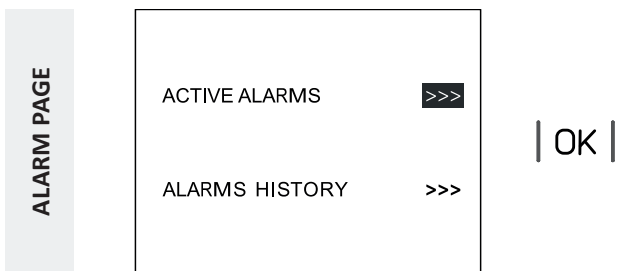 ALARM PAGE
ACTIVE ALARMS >>>
ALARMS HISTORY >>>
| OK |